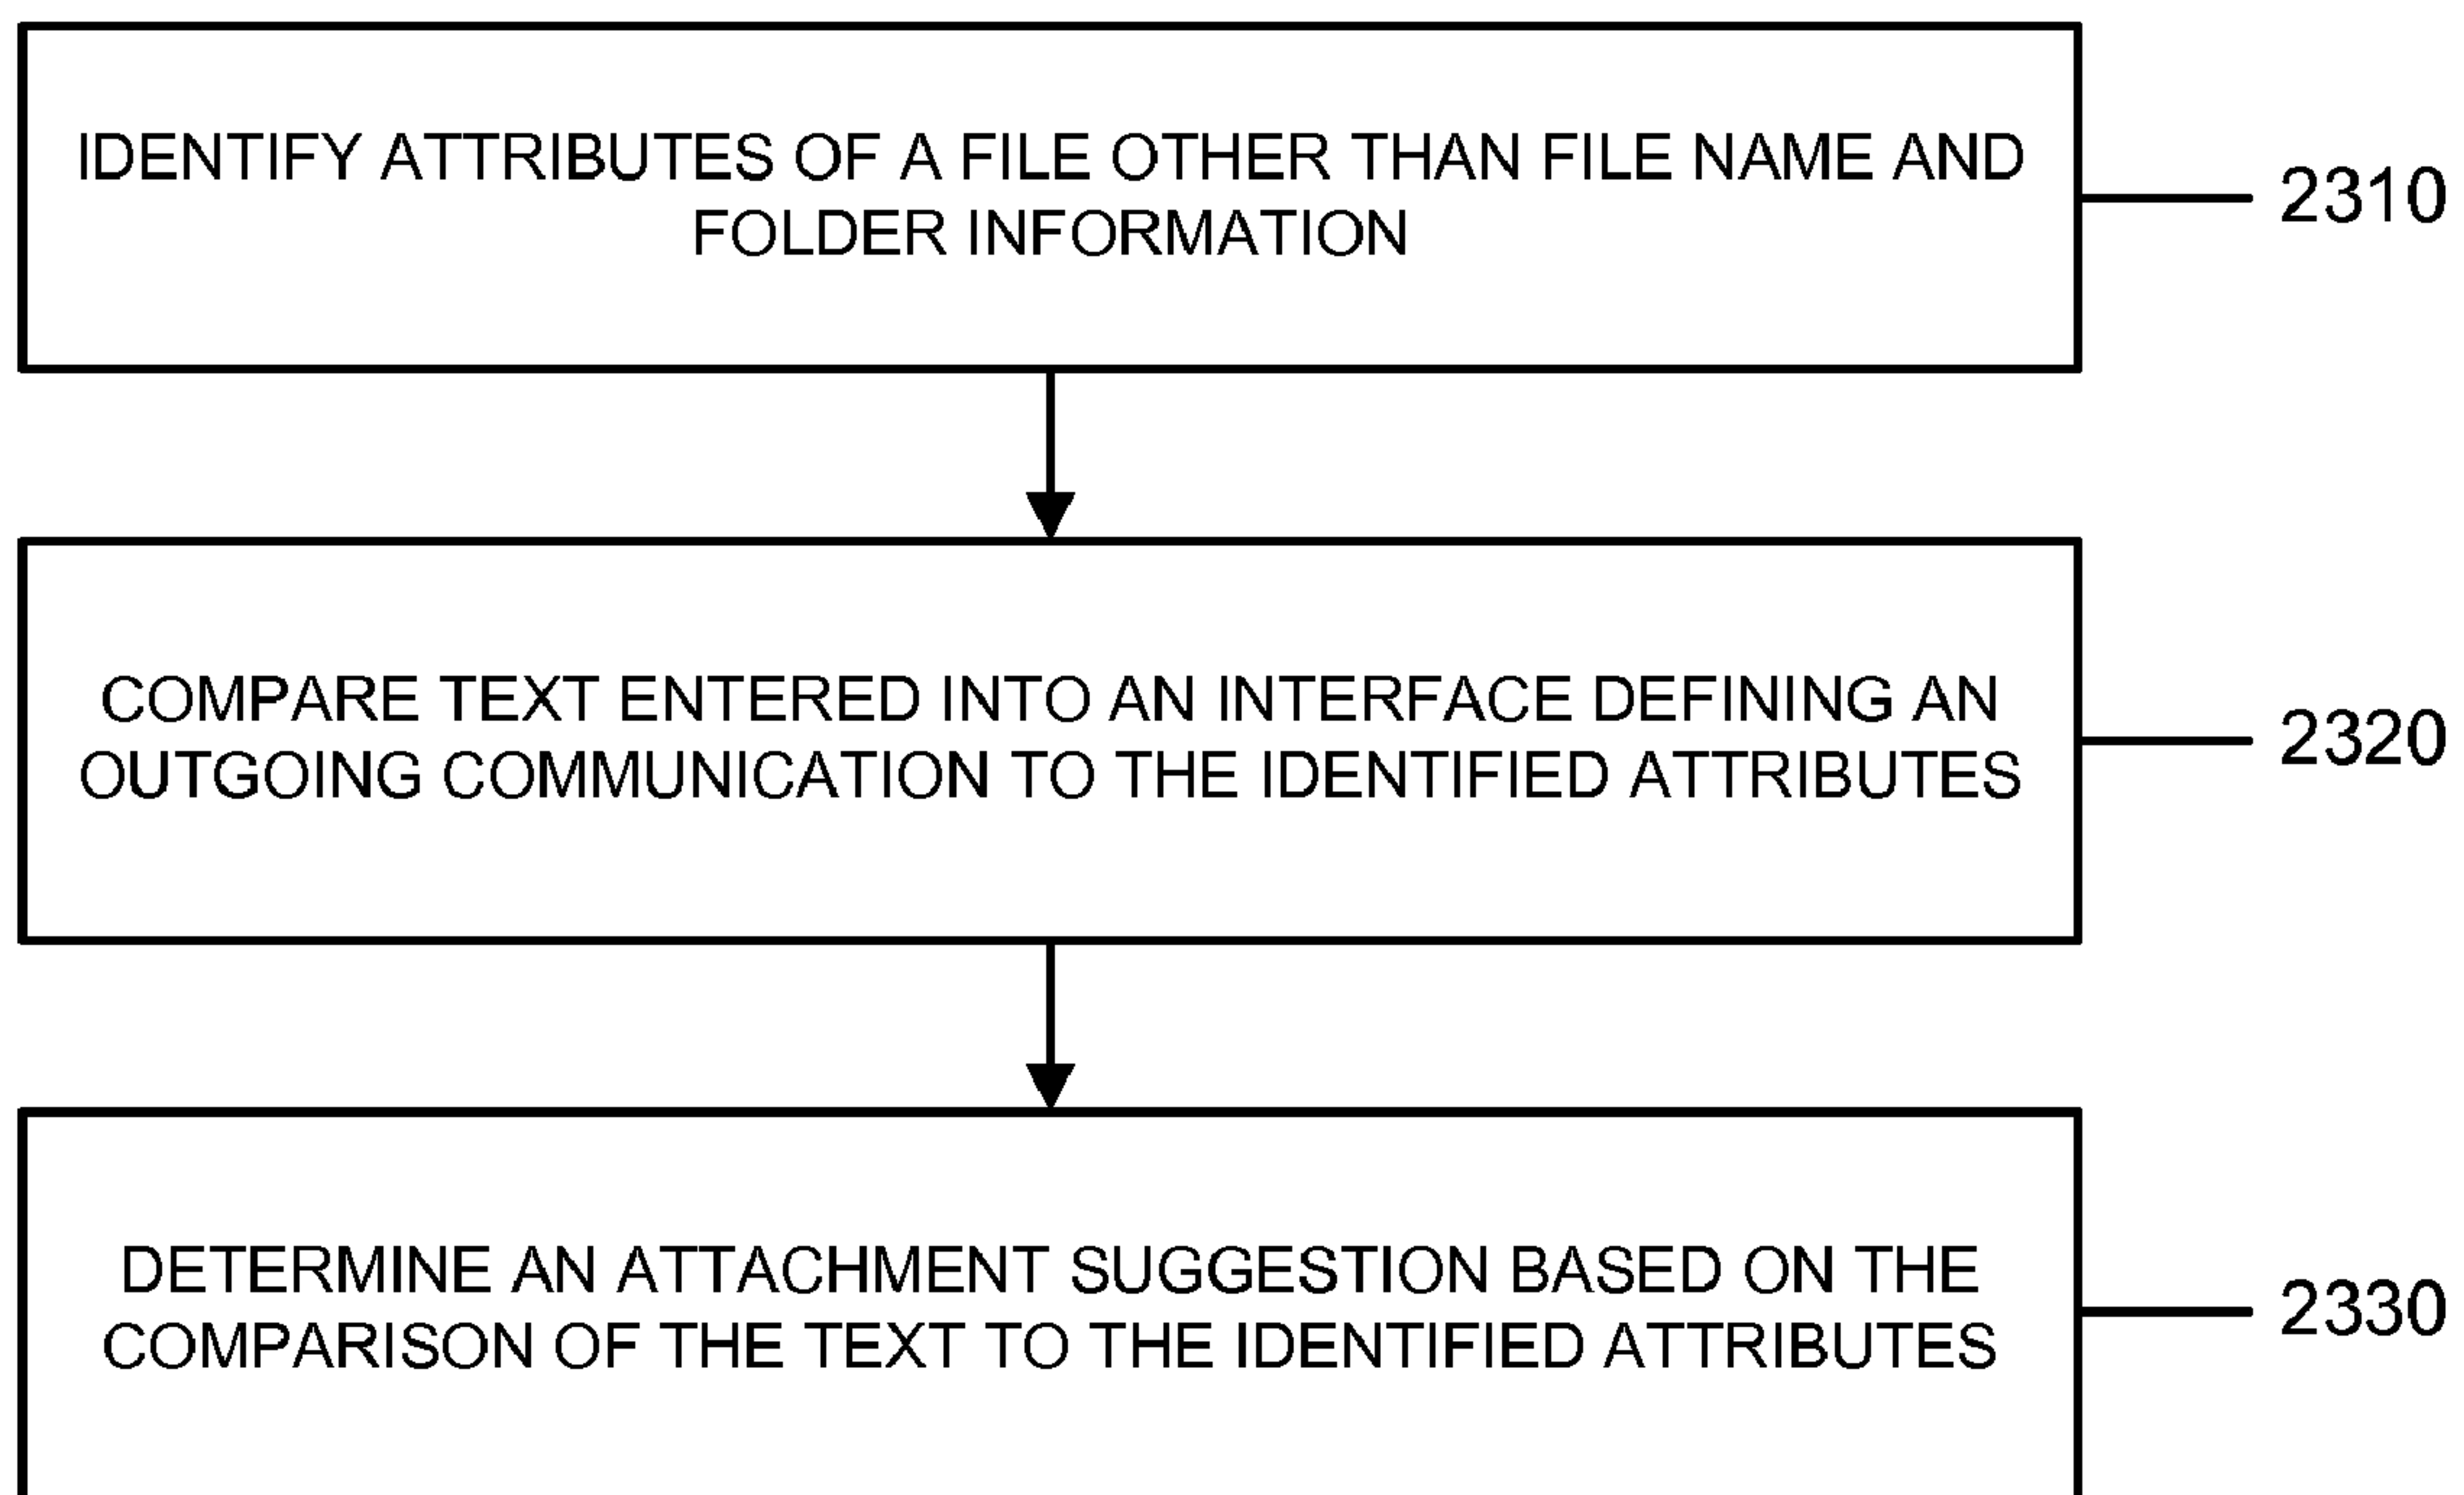 IDENTIFY ATTRIBUTES OF A FILE OTHER THAN FILE NAME AND
FOLDER INFORMATION
2310
COMPARE TEXT ENTERED INTO AN INTERFACE DEFINING AN
OUTGOING COMMUNICATION TO THE IDENTIFIED ATTRIBUTES
2320
DETERMINE AN ATTACHMENT SUGGESTION BASED ON THE
COMPARISON OF THE TEXT TO THE IDENTIFIED ATTRIBUTES
2330